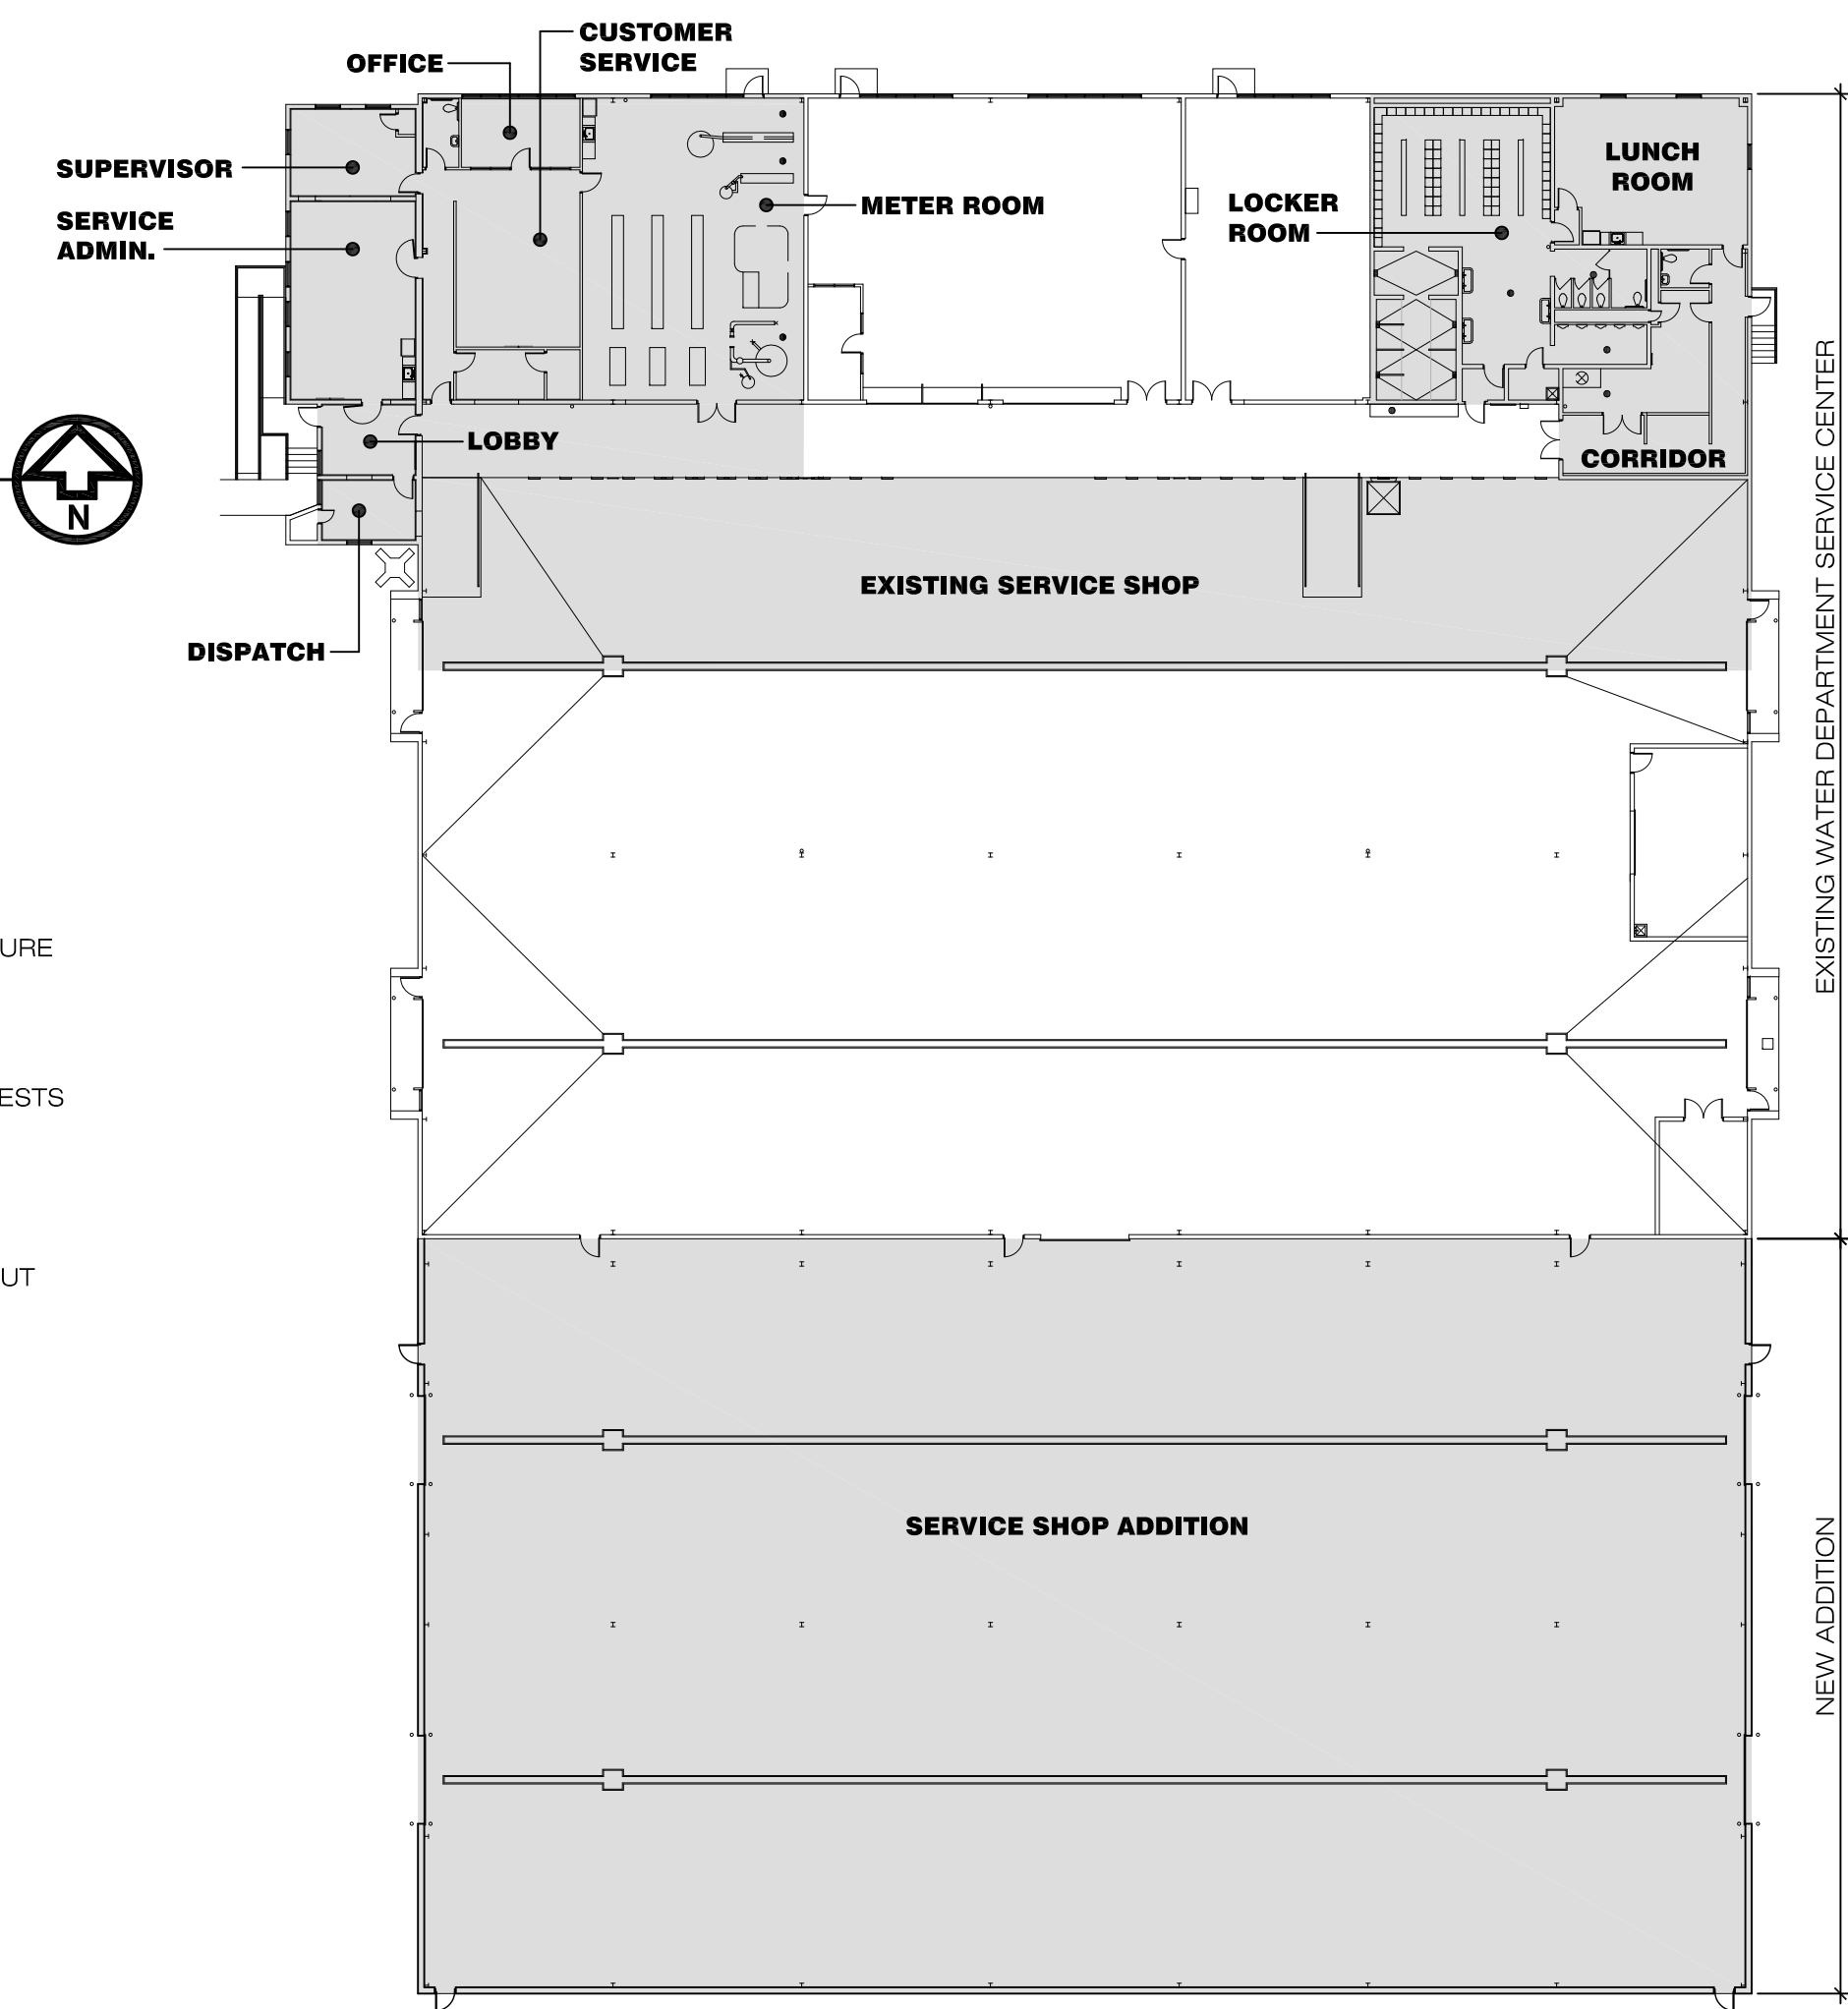 CUSTOMER
SERVICE
OFFICE
SUPERVISOR
SERVICE
ADMIN.
METER ROOM
LOCKER
ROOM
LUNCH
ROOM
LOBBY
CORRIDOR
N
EXISTING SERVICE SHOP
DISPATCH
EXISTING WATER DEPARTMENT SERVICE CENTER
URE
ESTS
UT
SERVICE SHOP ADDITION
NEW ADDITION